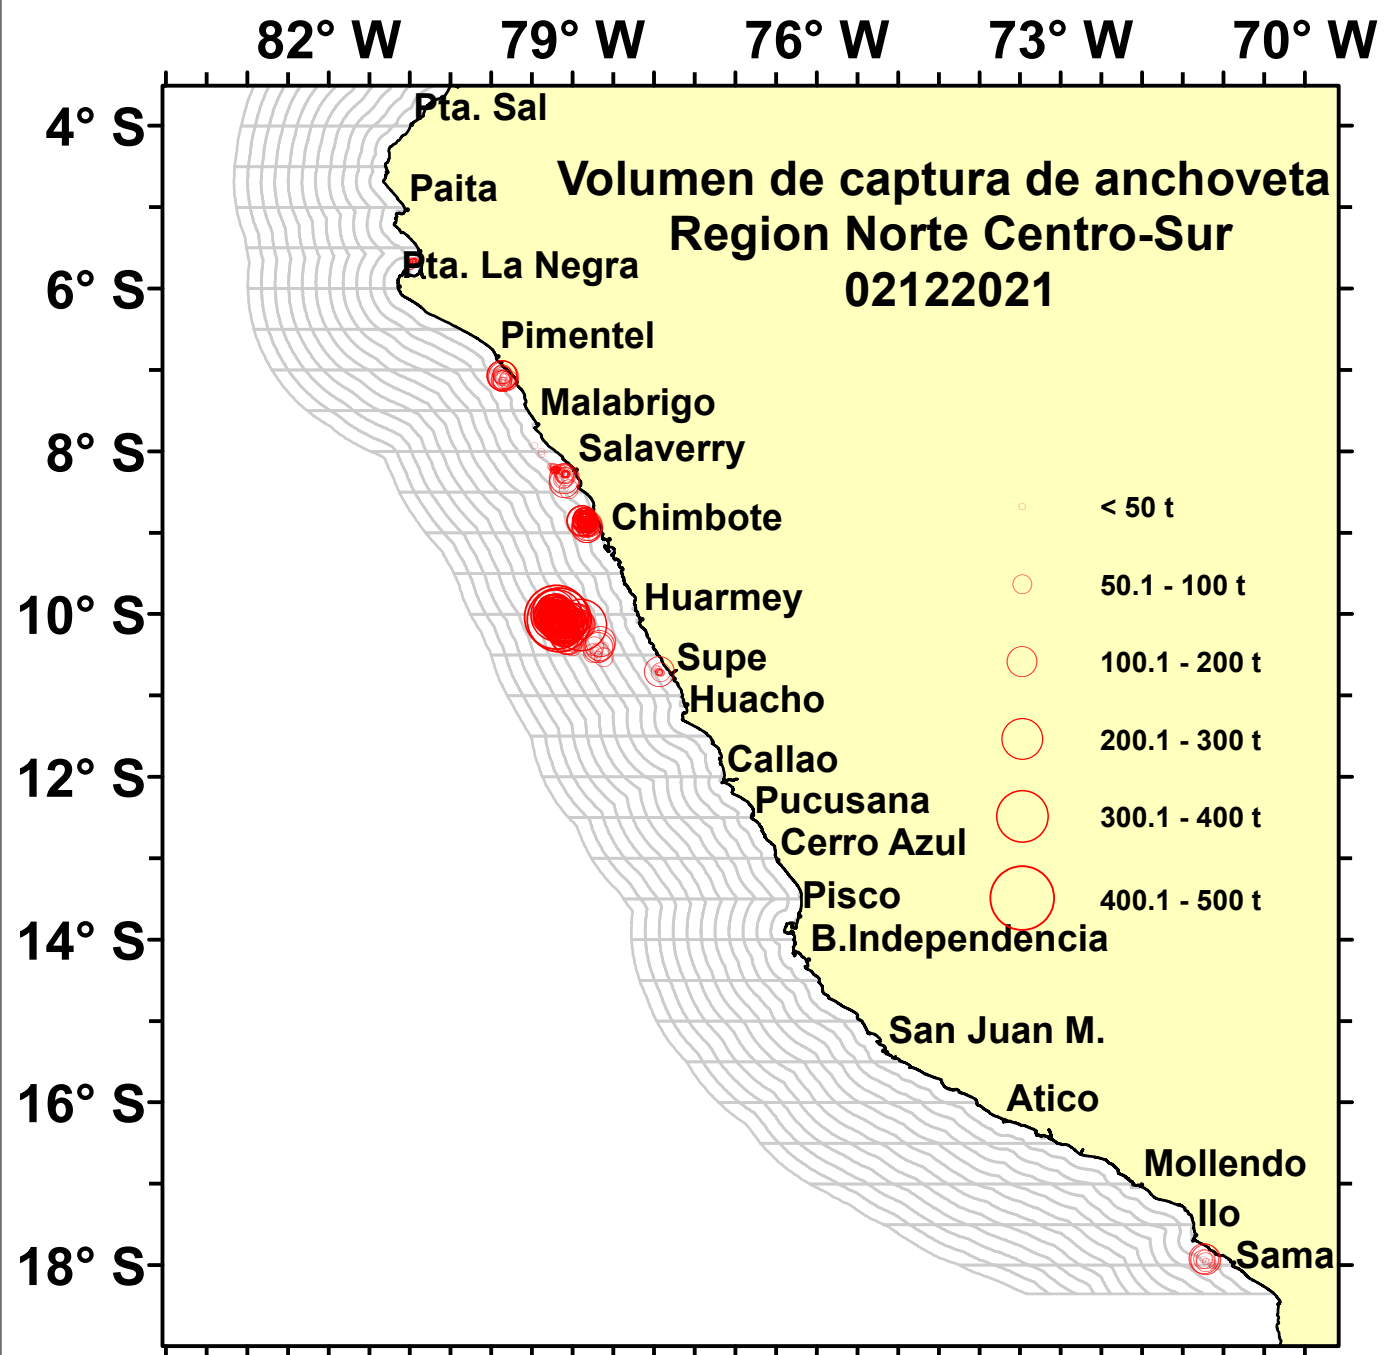 82° W 79° W 76° W 73° W 70° W
Pta. Sal
4° S
Volumen de captura de anchoveta
Paita
Region Norte Centro-Sur
Pta. La Negra
6° S
02122021
Pimentel
Malabrigo
8° S
Salaverry
< 50 t
Chimbote
50.1 - 100 t
Huarmey
10° S
Supe
100.1 - 200 t
Huacho
200.1 - 300 t
Callao
12° S
Pucusana
300.1 - 400 t
Cerro Azul
Pisco
400.1 - 500 t
14° S
B.Independencia
San Juan M.
Atico
16° S
Mollendo
Ilo
Sama
18° S